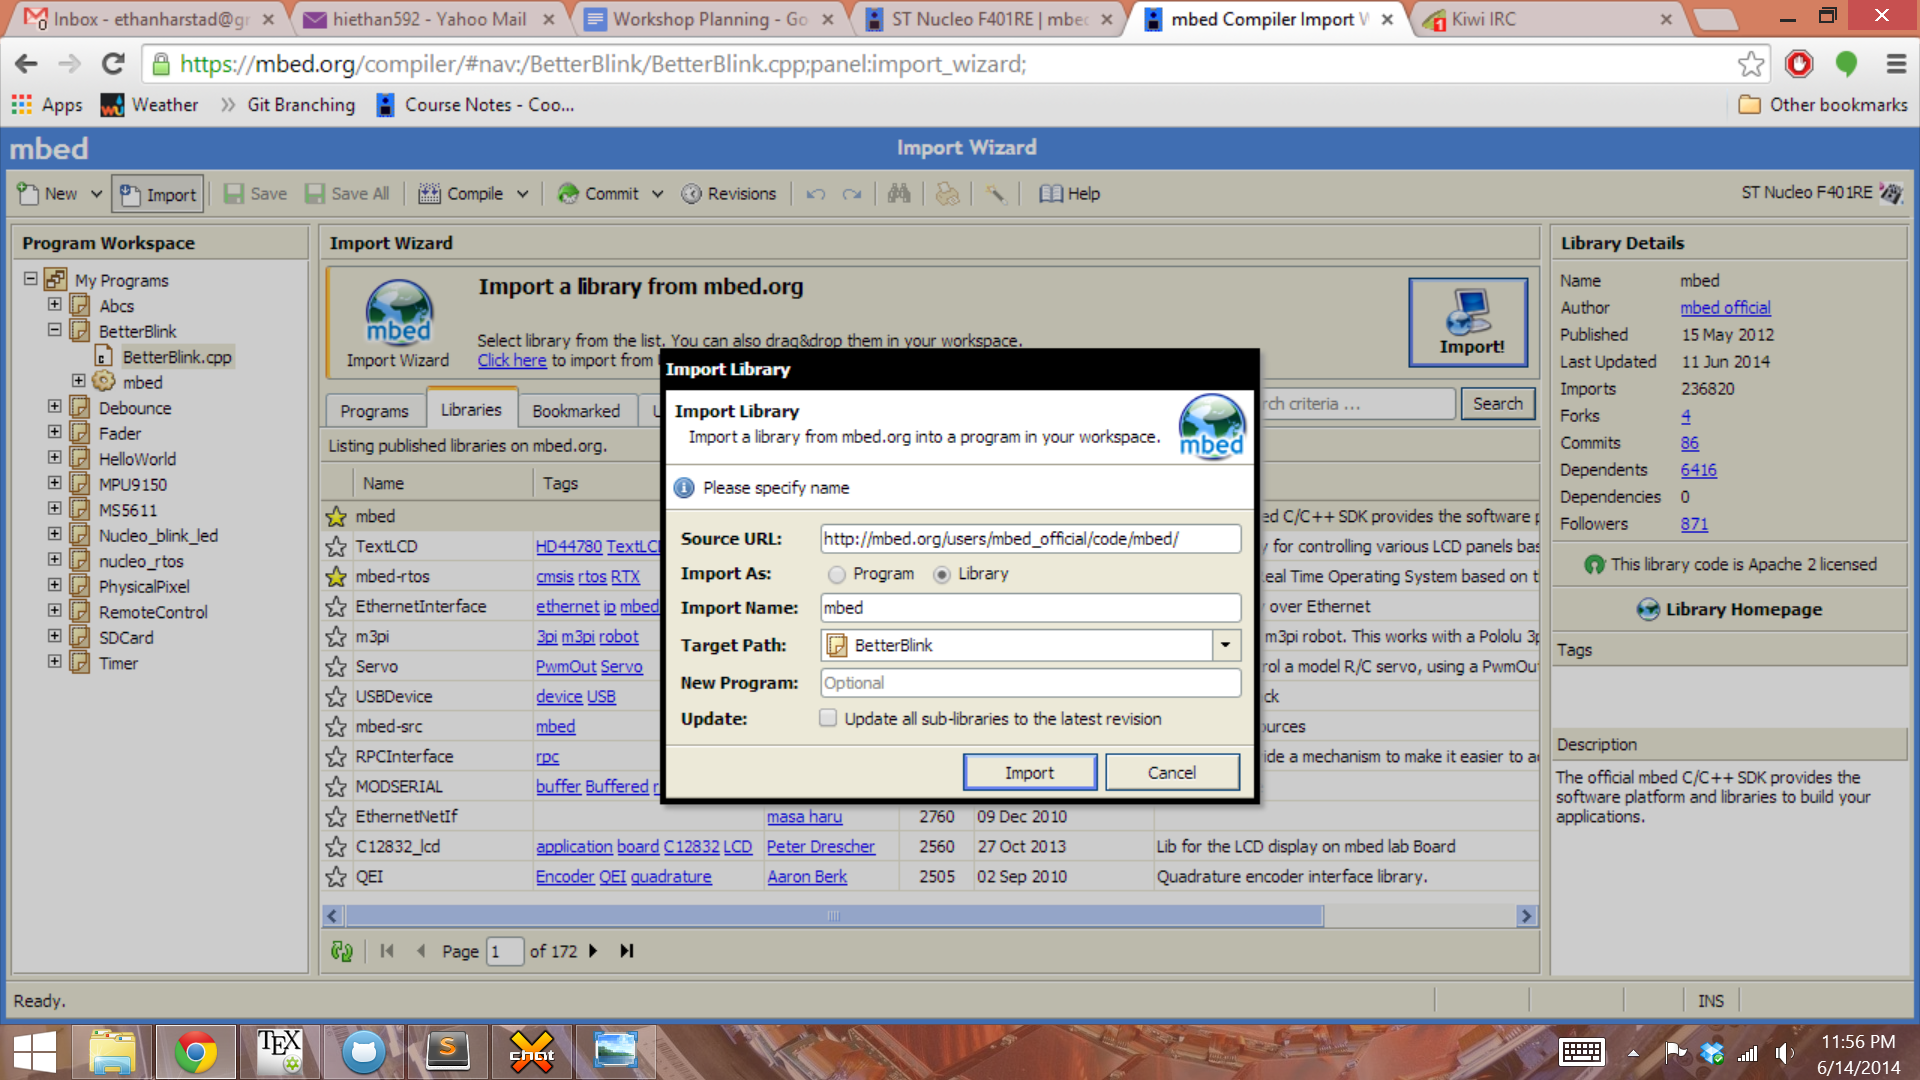 Inbox - ethanharstad@gr
hiethan592 - Yahoo Mail
Workshop Planning - Go
ST Nucleo F401RE | mbed
mbed Compiler Import W
Kiwi IRC
https://mbed.org/compiler/#nav:/BetterBlink/BetterBlink.cpp;panel:import_wizard;
Apps
Weather
Git Branching
Course Notes - Coo...
Other bookmarks
mbed
Import Wizard
New
Import
Save
Save All
Compile
Commit
Revisions
Help
ST Nucleo F401RE
Program Workspace
My Programs
Abcs
BetterBlink
BetterBlink.cpp
mbed
Debounce
Fader
HelloWorld
MPU9150
MS5611
Nucleo_blink_led
nucleo_rtos
PhysicalPixel
RemoteControl
SDCard
Timer
Import Wizard
mbed
Import Wizard
Import a library from mbed.org
Select library from the list. You can also drag&drop them in your workspace.
Click here to import from
Import!
Programs
Libraries
Bookmarked
U
rch criteria ...
Search
Listing published libraries on mbed.org.
Name Tags
mbed ed C/C++ SDK provides the software p
TextLCD HD44780 TextLCI y for controlling various LCD panels bas
mbed-rtos cmsis rtos RTX eal Time Operating System based on t
EthernetInterface ethernet ip mbed over Ethernet
m3pi 3pi m3pi robot m3pi robot. This works with a Pololu 3p
Servo PwmOut Servo rol a model R/C servo, using a PwmOu
USBDevice device USB ck
mbed-src mbed ources
RPCInterface rpc ide a mechanism to make it easier to ac
MODSERIAL buffer Buffered r
EthernetNetIf masa haru 2760 09 Dec 2010
C12832_lcd application board C12832 LCD Peter Drescher 2560 27 Oct 2013 Lib for the LCD display on mbed lab Board
QEI Encoder QEI quadrature Aaron Berk 2505 02 Sep 2010 Quadrature encoder interface library.
Page 1 of 172
Import Library
Import Library
Import a library from mbed.org into a program in your workspace.
mbed
Please specify name
Source URL: http://mbed.org/users/mbed_official/code/mbed/
Import As: Program Library
Import Name: mbed
Target Path: BetterBlink
New Program: Optional
Update: Update all sub-libraries to the latest revision
Import
Cancel
Library Details
Name mbed
Author mbed official
Published 15 May 2012
Last Updated 11 Jun 2014
Imports 236820
Forks 4
Commits 86
Dependents 6416
Dependencies 0
Followers 871
This library code is Apache 2 licensed
Library Homepage
Tags
Description
The official mbed C/C++ SDK provides the
software platform and libraries to build your
applications.
Ready.
INS
TEX
S
chat
11:56 PM
6/14/2014